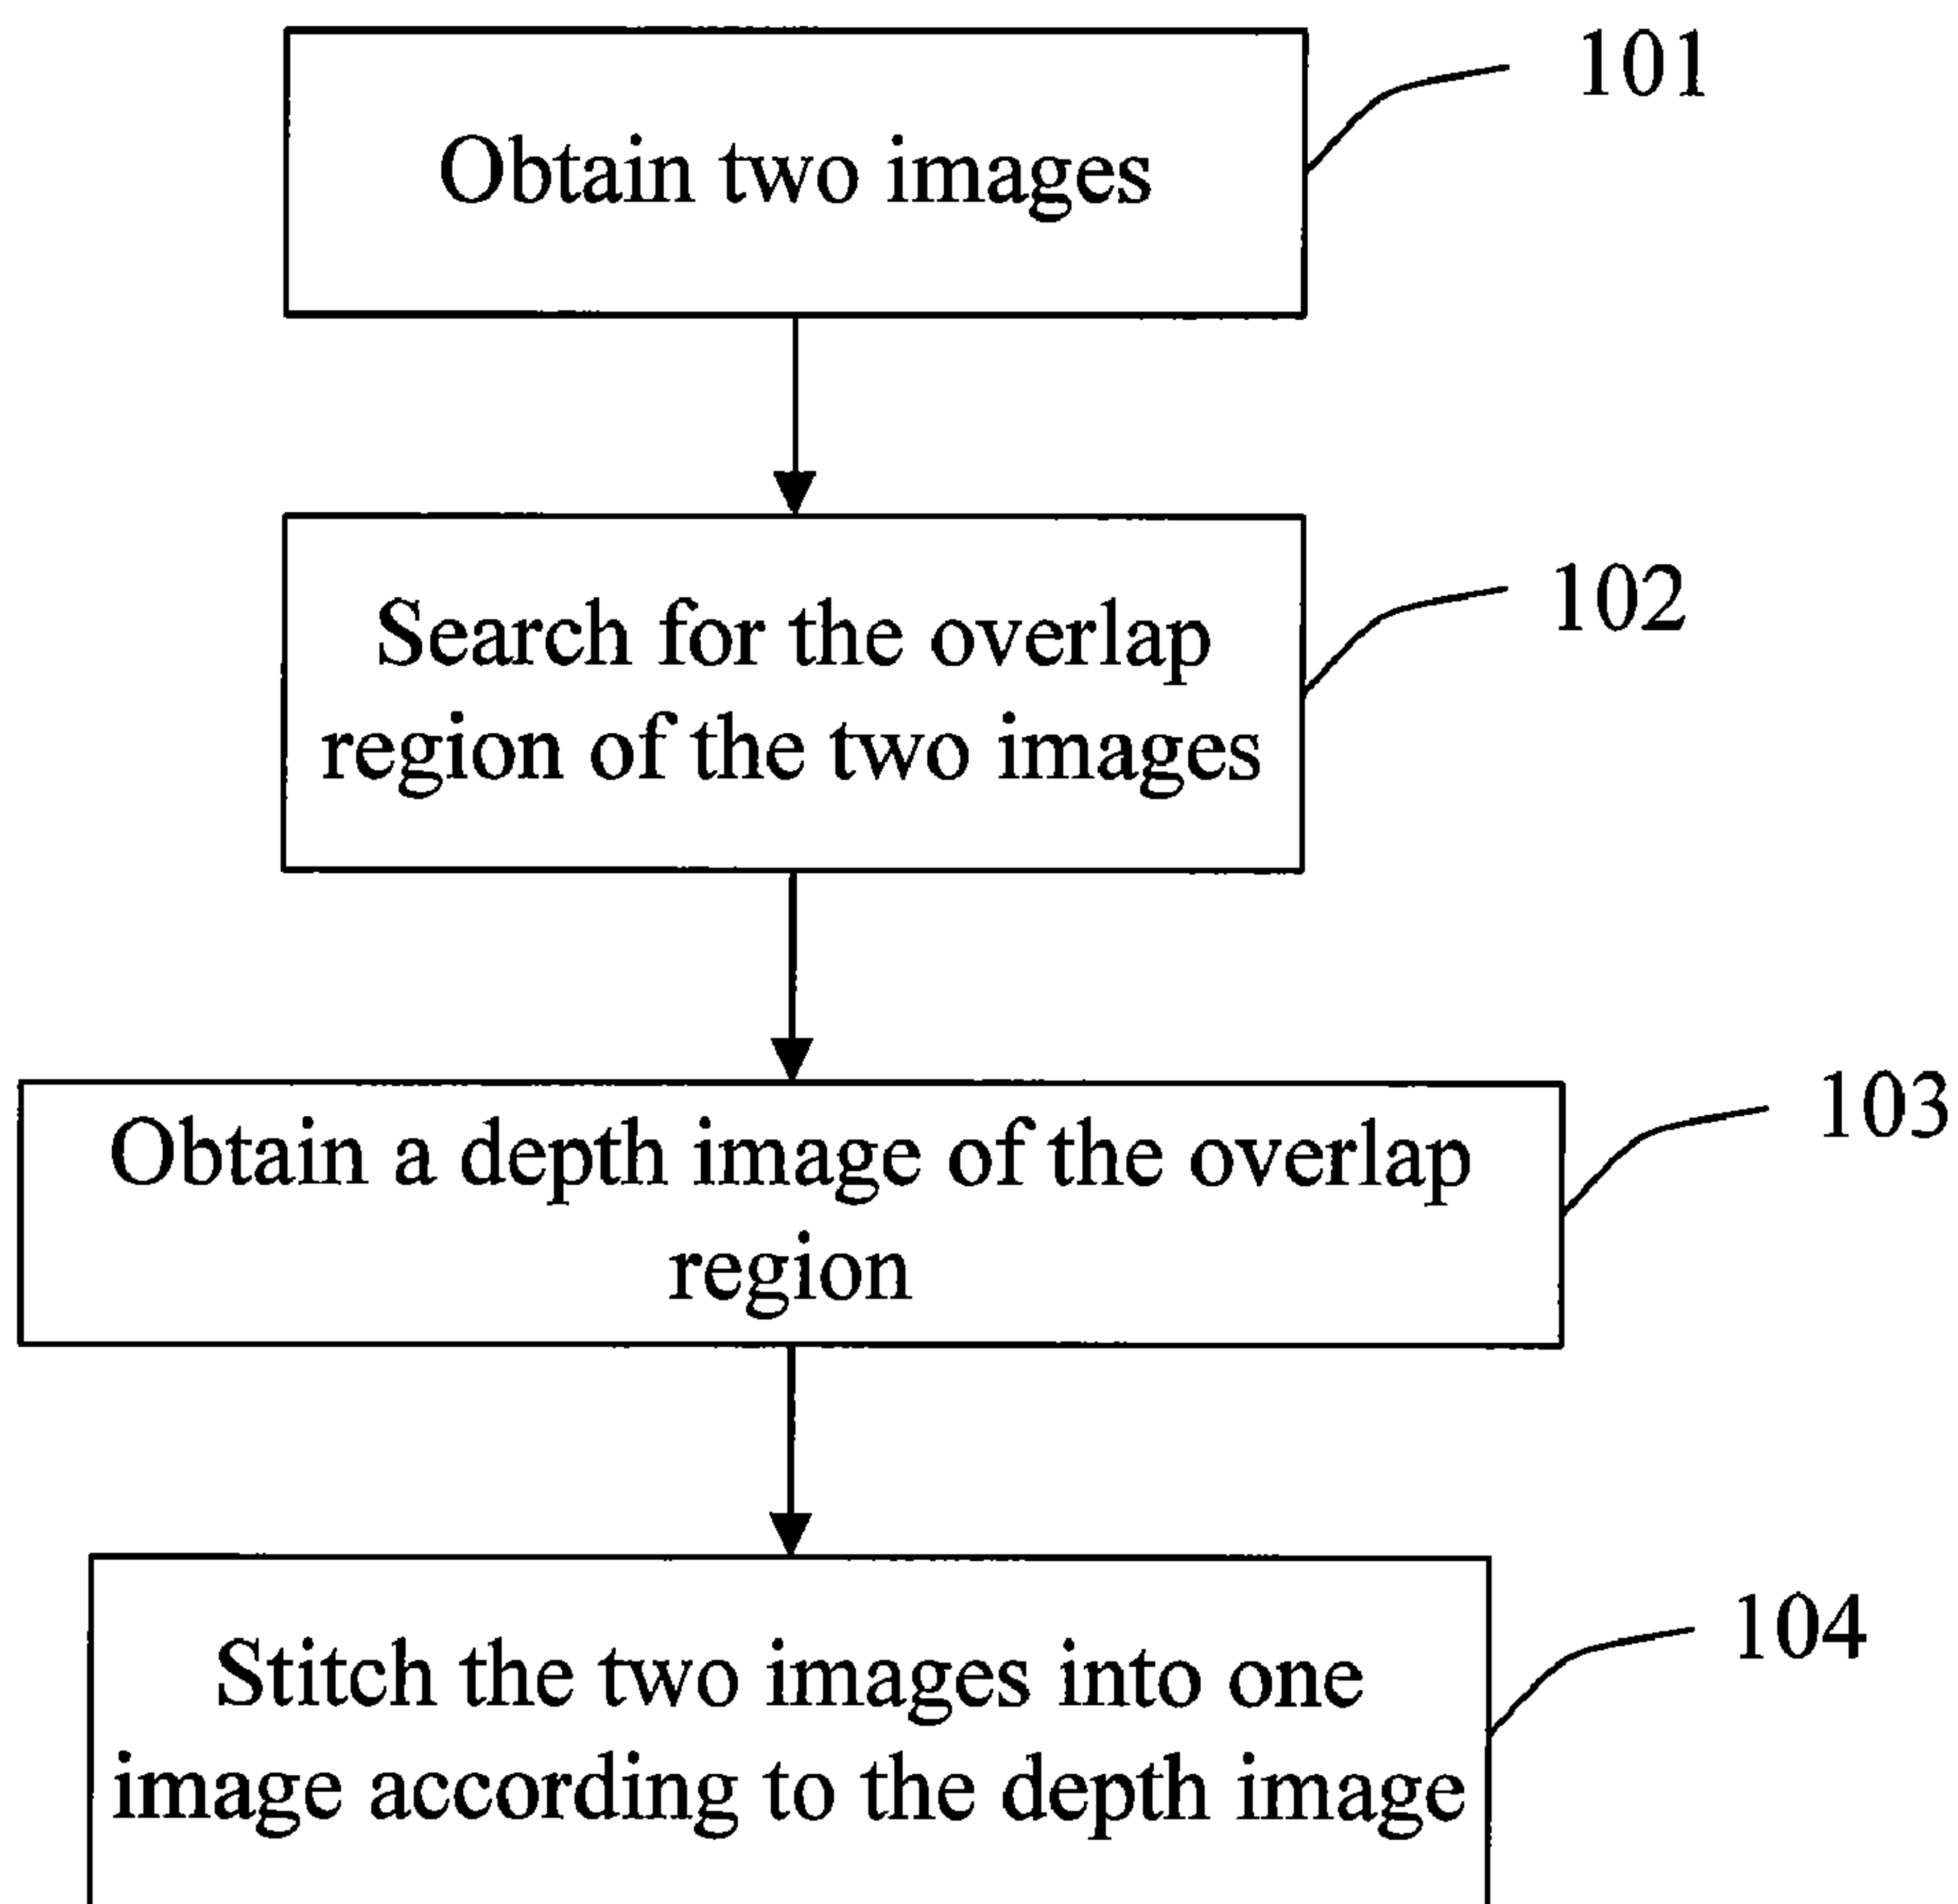 101
Obtain two images
102
Search for the overlap
region of the two images
103
Obtain a depth image of the overlap
region
104
Stitch the two images into one
image according to the depth image